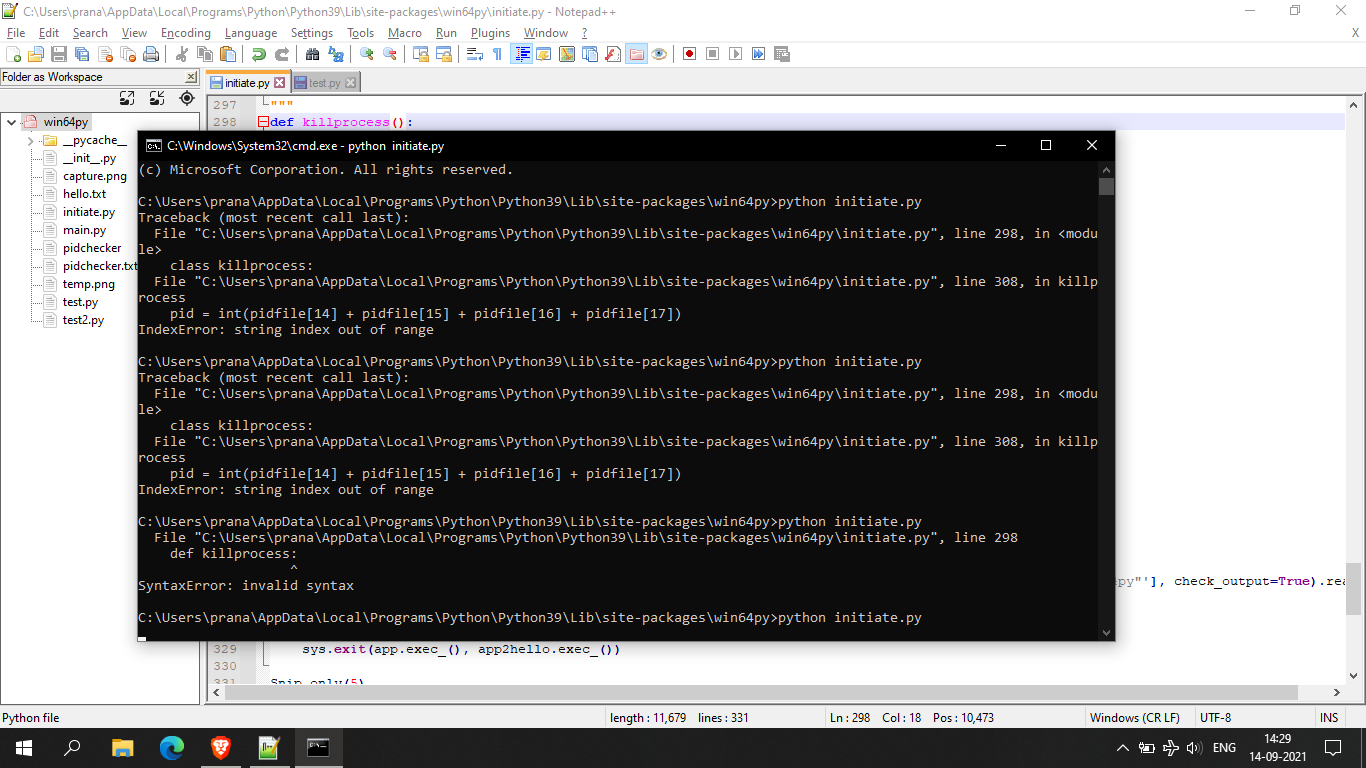 C:\Users\prana\AppData\Local\Programs\Python\Python39\Lib\site-packages\win64py\initiate.py - Notepad++
File Edit Search View Encoding Language Settings Tools Macro Run Plugins Window ? X
Folder as Workspace
initiate.py test.py
win64py
__pycache__
__init__.py
capture.png
hello.txt
initiate.py
main.py
pidchecker
pidchecker.txt
temp.png
test.py
test2.py
297 """
298 def killprocess():
C:\Windows\System32\cmd.exe - python initiate.py
(c) Microsoft Corporation. All rights reserved.
C:\Users\prana\AppData\Local\Programs\Python\Python39\Lib\site-packages\win64py>python initiate.py
Traceback (most recent call last):
File "C:\Users\prana\AppData\Local\Programs\Python\Python39\Lib\site-packages\win64py\initiate.py", line 298, in <modu
le>
class killprocess:
File "C:\Users\prana\AppData\Local\Programs\Python\Python39\Lib\site-packages\win64py\initiate.py", line 308, in killp
rocess
pid = int(pidfile[14] + pidfile[15] + pidfile[16] + pidfile[17])
IndexError: string index out of range
C:\Users\prana\AppData\Local\Programs\Python\Python39\Lib\site-packages\win64py>python initiate.py
Traceback (most recent call last):
File "C:\Users\prana\AppData\Local\Programs\Python\Python39\Lib\site-packages\win64py\initiate.py", line 298, in <modu
le>
class killprocess:
File "C:\Users\prana\AppData\Local\Programs\Python\Python39\Lib\site-packages\win64py\initiate.py", line 308, in killp
rocess
pid = int(pidfile[14] + pidfile[15] + pidfile[16] + pidfile[17])
IndexError: string index out of range
C:\Users\prana\AppData\Local\Programs\Python\Python39\Lib\site-packages\win64py>python initiate.py
File "C:\Users\prana\AppData\Local\Programs\Python\Python39\Lib\site-packages\win64py\initiate.py", line 298
def killprocess:
^
SyntaxError: invalid syntax
C:\Users\prana\AppData\Local\Programs\Python\Python39\Lib\site-packages\win64py>python initiate.py
py"'], check_output=True).rea
329 sys.exit(app.exec_(), app2hello.exec_())
330
331 Snip_only(5)
Python file length : 11,679 lines : 331 Ln : 298 Col : 18 Pos : 10,473 Windows (CR LF) UTF-8 INS
ENG 14:29
14-09-2021